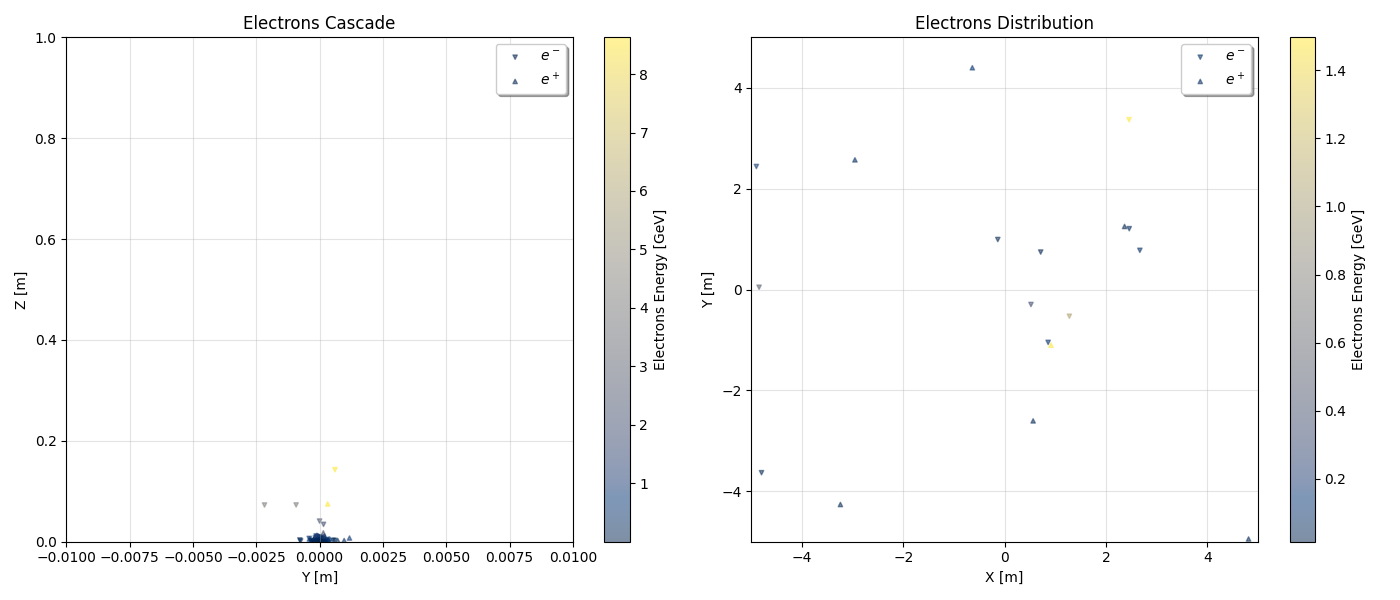 Electrons Cascade
1.0
0.8
0.6
0.4
0.2
0.0
Z [m]
−0.0100 −0.0075 −0.0050 −0.0025 0.0000 0.0025 0.0050 0.0075 0.0100
Y [m]
e⁻
e⁺
8
7
6
5
4
3
2
1
Electrons Energy [GeV]
Electrons Distribution
4
2
0
−2
−4
Y [m]
−4 −2 0 2 4
X [m]
e⁻
e⁺
1.4
1.2
1.0
0.8
0.6
0.4
0.2
Electrons Energy [GeV]